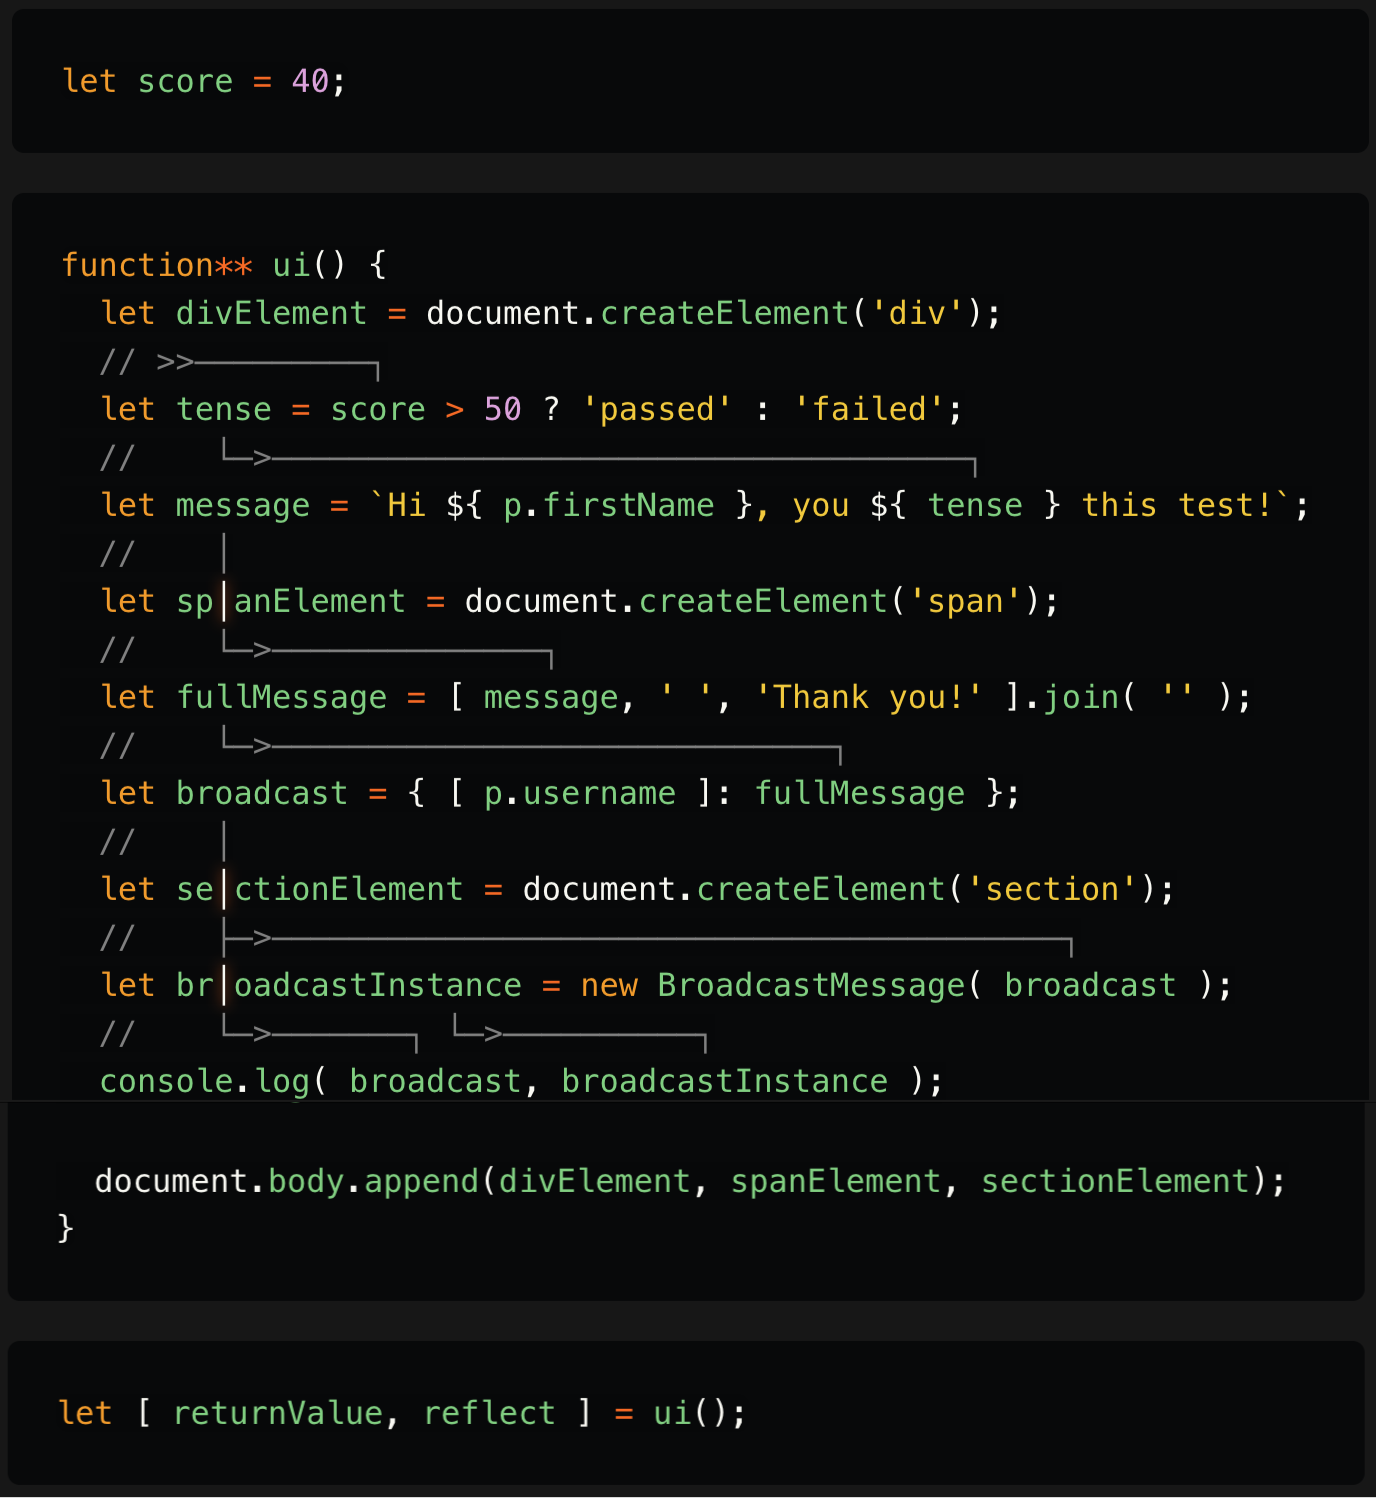 let score = 40;
function** ui() {
  let divElement = document.createElement('div');
  // >>─────────┐
  let tense = score > 50 ? 'passed' : 'failed';
  //    └─>────────────────────────────────────┐
  let message = `Hi ${ p.firstName }, you ${ tense } this test!`;
  //    │
  let sp│anElement = document.createElement('span');
  //    └─>──────────────┐
  let fullMessage = [ message, ' ', 'Thank you!' ].join( '' );
  //    └─>─────────────────────────────┐
  let broadcast = { [ p.username ]: fullMessage };
  //    │
  let se│ctionElement = document.createElement('section');
  //    ├─>─────────────────────────────────────────┐
  let br│oadcastInstance = new BroadcastMessage( broadcast );
  //    └─>───────┐ └─>──────────┐
  console.log( broadcast, broadcastInstance );
  document.body.append(divElement, spanElement, sectionElement);
}
let [ returnValue, reflect ] = ui();